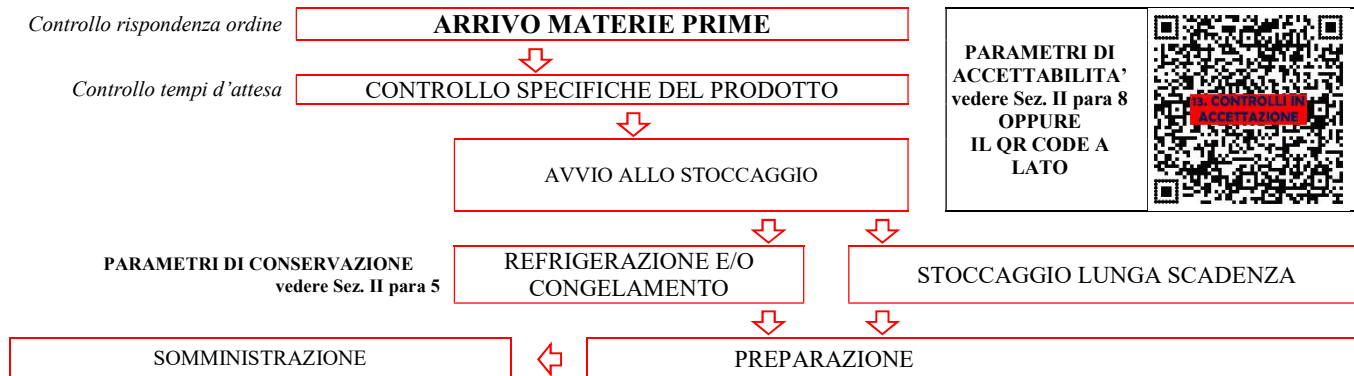 Controllo rispondenza ordine
ARRIVO MATERIE PRIME
Controllo tempi d'attesa
CONTROLLO SPECIFICHE DEL PRODOTTO
PARAMETRI DI
ACCETTABILITA'
vedere Sez. II para 8
OPPURE
IL QR CODE A
LATO
13. CONTROLLI IN
ACCETTAZIONE
AVVIO ALLO STOCCAGGIO
PARAMETRI DI CONSERVAZIONE
vedere Sez. II para 5
REFRIGERAZIONE E/O
CONGELAMENTO
STOCCAGGIO LUNGA SCADENZA
SOMMINISTRAZIONE
PREPARAZIONE